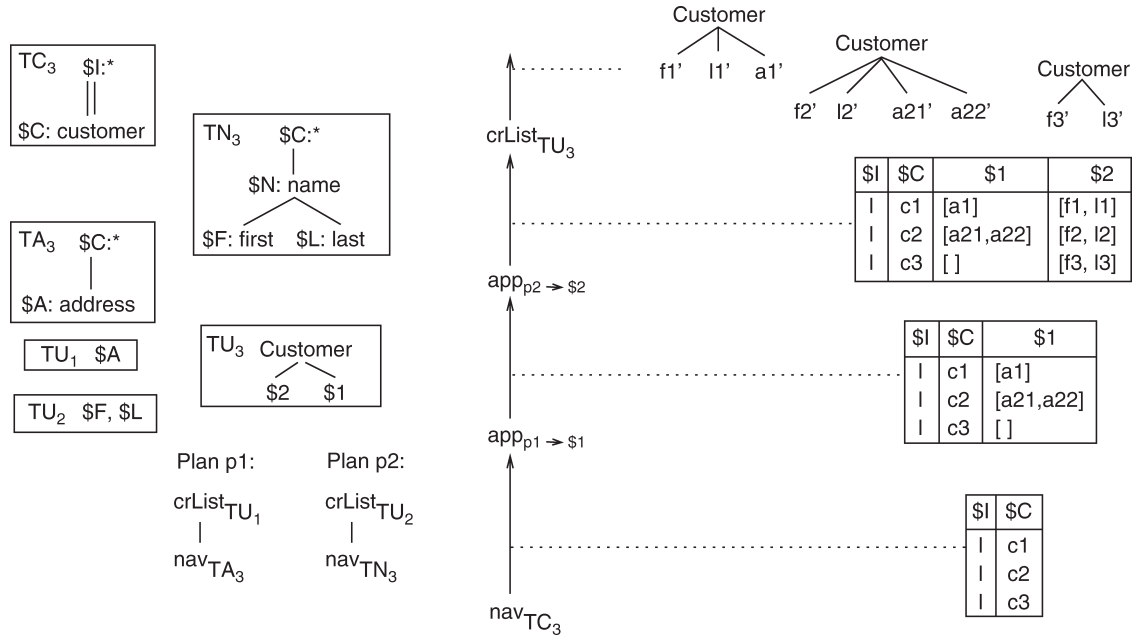 TC3 $I:*
$C: customer
TN3 $C:*
$N: name
$F: first $L: last
TA3 $C:*
$A: address
TU1 $A
TU2 $F, $L
TU3 Customer
$2 $1
Plan p1: Plan p2:
crListTU1 crListTU2
navTA3 navTN3
Customer
f1' l1' a1'
Customer
f2' l2' a21' a22'
Customer
f3' l3'
crListTU3
$I $C $1 $2
I c1 [a1] [f1, l1]
I c2 [a21,a22] [f2, l2]
I c3 [ ] [f3, l3]
appp2 → $2
$I $C $1
I c1 [a1]
I c2 [a21,a22]
I c3 [ ]
appp1 → $1
$I $C
I c1
I c2
I c3
navTC3